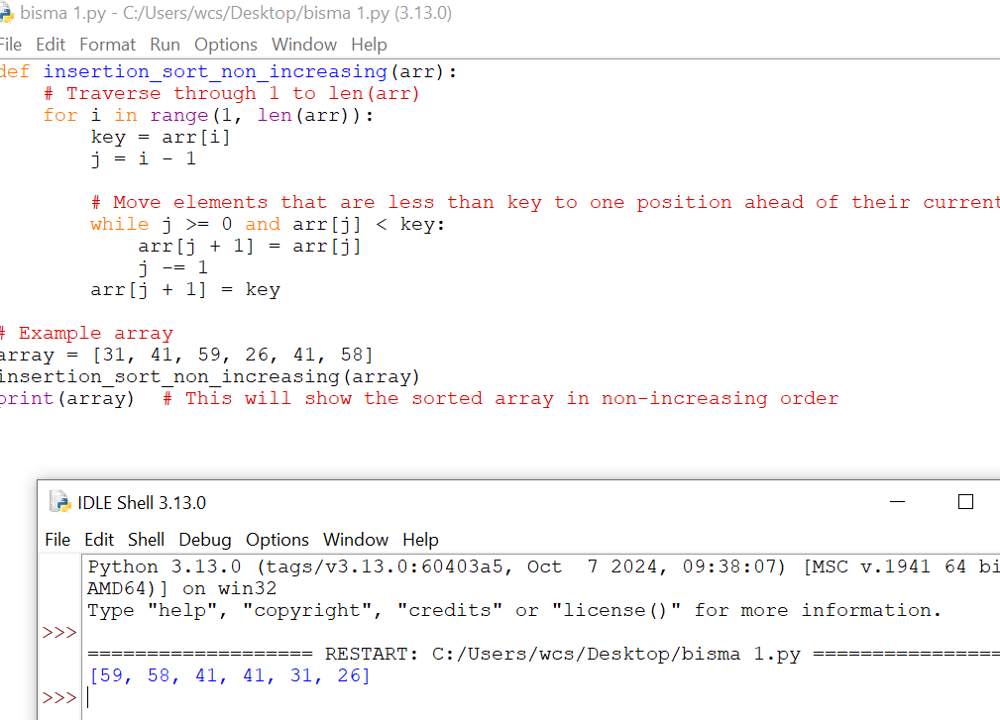 bisma 1.py - C:/Users/wcs/Desktop/bisma 1.py (3.13.0)
File Edit Format Run Options Window Help
def insertion_sort_non_increasing(arr):
    # Traverse through 1 to len(arr)
    for i in range(1, len(arr)):
        key = arr[i]
        j = i - 1
        # Move elements that are less than key to one position ahead of their current
        while j >= 0 and arr[j] < key:
            arr[j + 1] = arr[j]
            j -= 1
        arr[j + 1] = key
# Example array
array = [31, 41, 59, 26, 41, 58]
insertion_sort_non_increasing(array)
print(array)  # This will show the sorted array in non-increasing order
IDLE Shell 3.13.0
File Edit Shell Debug Options Window Help
Python 3.13.0 (tags/v3.13.0:60403a5, Oct  7 2024, 09:38:07) [MSC v.1941 64 bi
AMD64)] on win32
Type "help", "copyright", "credits" or "license()" for more information.
>>>
=================== RESTART: C:/Users/wcs/Desktop/bisma 1.py ================
[59, 58, 41, 41, 31, 26]
>>>